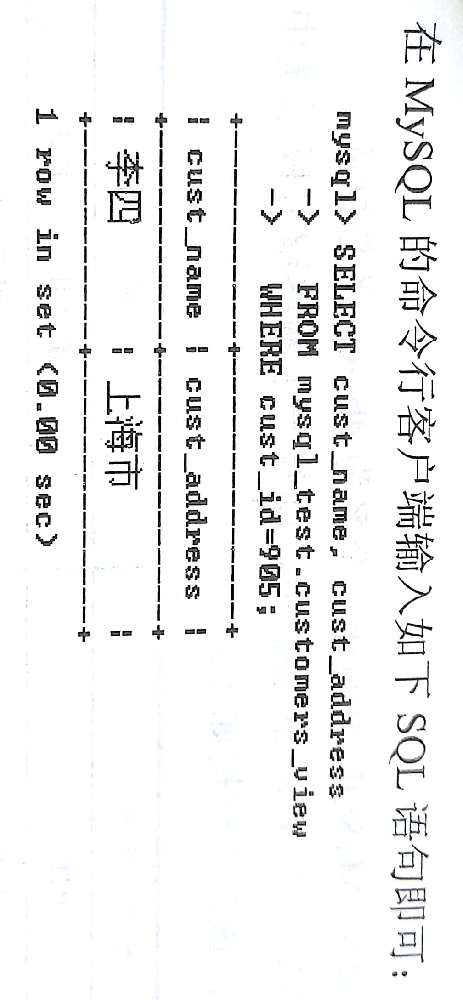 在 MySQL 的命令行客户端输入如下 SQL 语句即可：
mysql> SELECT cust_name, cust_address
-> FROM mysql_test.customers_view
-> WHERE cust_id=905;
+-----------+--------------+
| cust_name | cust_address |
+-----------+--------------+
| 李四 | 上海市 |
+-----------+--------------+
1 row in set (0.00 sec)